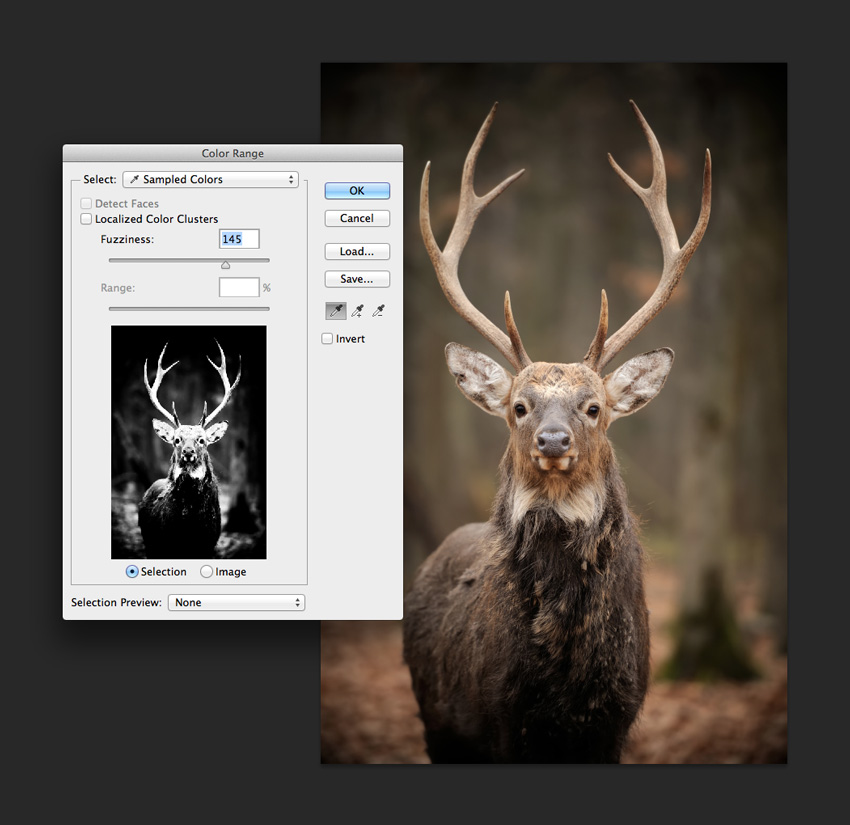 Color Range
Select: Sampled Colors
Detect Faces
Localized Color Clusters
Fuzziness: 145
Range: %
Selection Image
Selection Preview: None
OK
Cancel
Load...
Save...
Invert